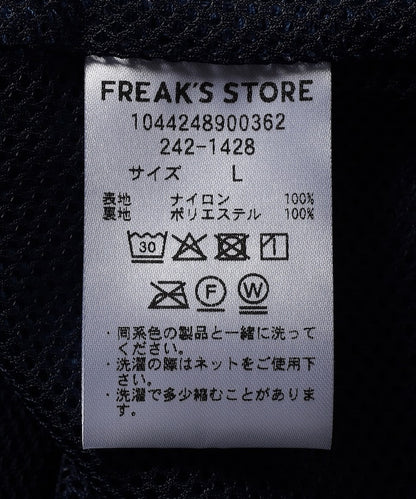 FREAK'S STORE
1044248900362
242-1428
サイズ L
表地 ナイロン 100%
裏地 ポリエステル 100%
30
F W
・同系色の製品と一緒に洗って
ください。
・洗濯の際はネットをご使用下
さい。
・洗濯で多少縮むことがありま
す。